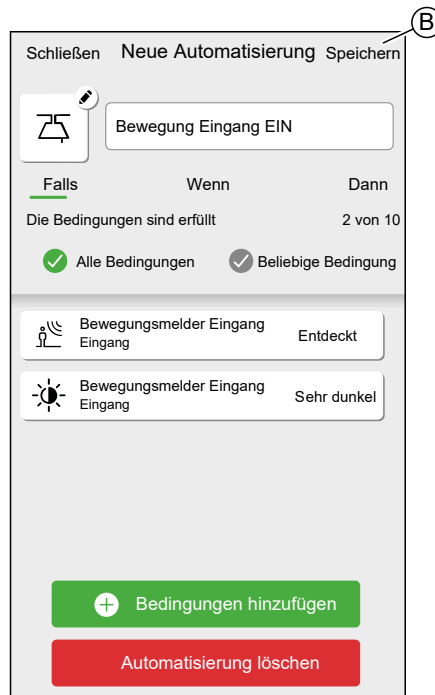 B
Schließen Neue Automatisierung Speichern
Bewegung Eingang EIN
Falls Wenn Dann
Die Bedingungen sind erfüllt 2 von 10
Alle Bedingungen Beliebige Bedingung
Bewegungsmelder Eingang
Eingang
Entdeckt
Bewegungsmelder Eingang
Eingang
Sehr dunkel
Bedingungen hinzufügen
Automatisierung löschen